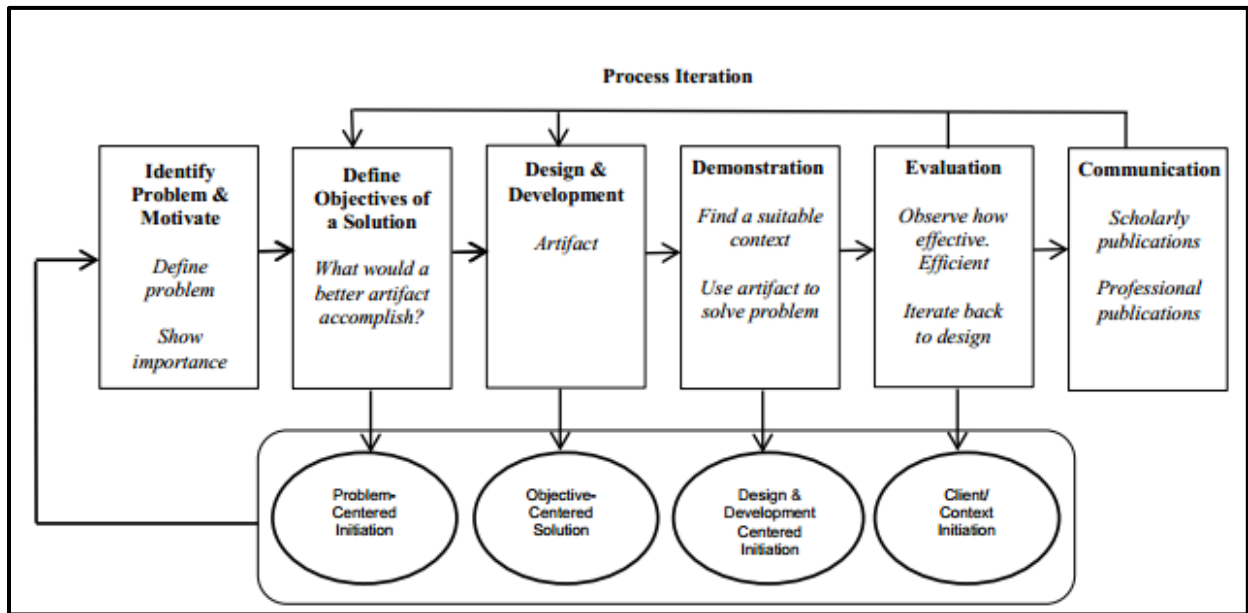 Process Iteration
Identify
Problem &
Motivate
Define
problem
Show
importance
Define
Objectives of
a Solution
What would a
better artifact
accomplish?
Design &
Development
Artifact
Demonstration
Find a suitable
context
Use artifact to
solve problem
Evaluation
Observe how
effective.
Efficient
Iterate back
to design
Communication
Scholarly
publications
Professional
publications
Problem-
Centered
Initiation
Objective-
Centered
Solution
Design &
Development
Centered
Initiation
Client/
Context
Initiation